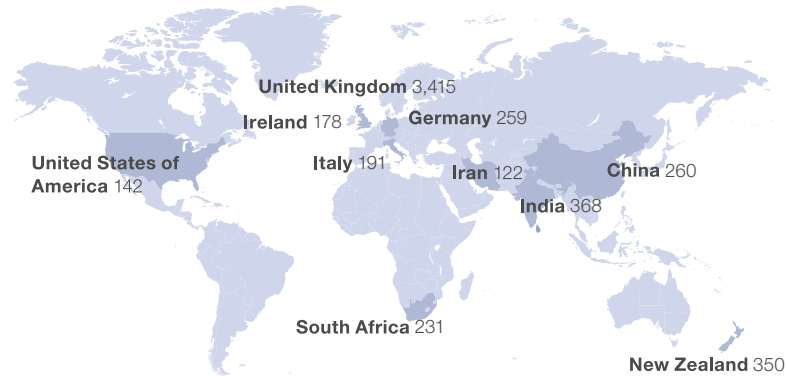 United Kingdom 3,415
Ireland 178
Germany 259
United States of
America 142
Italy 191
Iran 122
China 260
India 368
South Africa 231
New Zealand 350